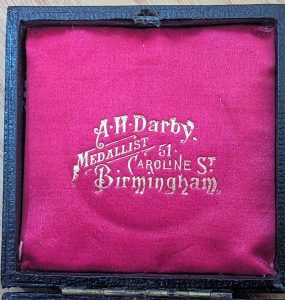 A·H·Darby.
MEDALLIST 51·
CAROLINE ST
Birmingham